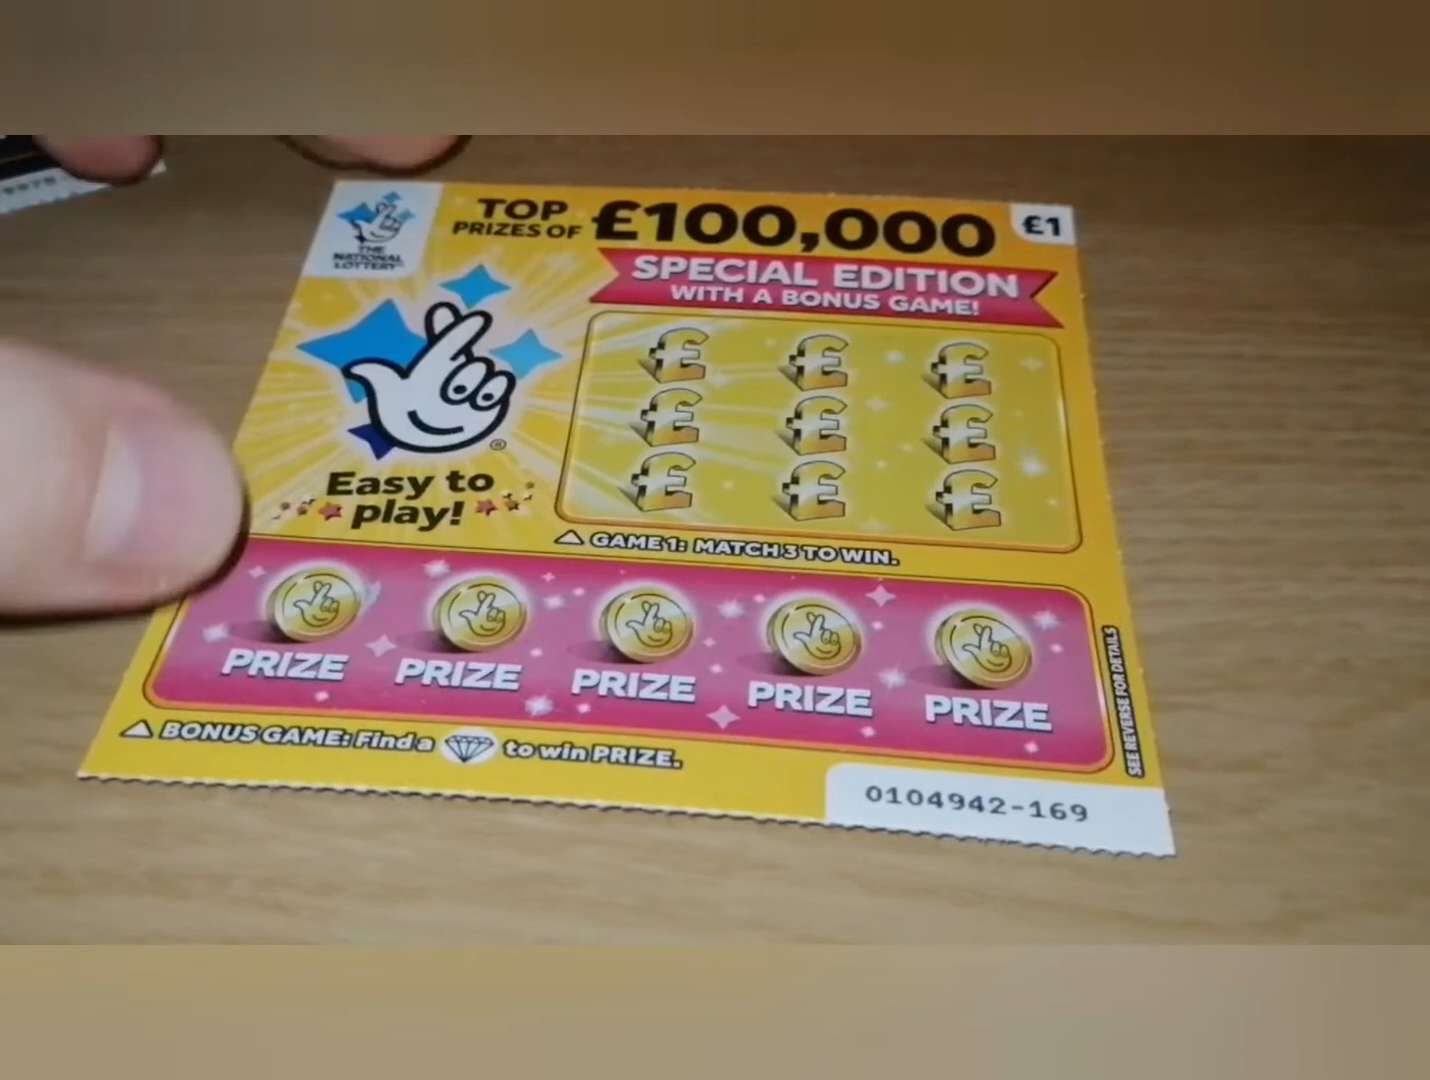 THE
NATIONAL
LOTTERY®
TOP
PRIZES OF
£100,000
£1
SPECIAL EDITION
WITH A BONUS GAME!
£ £ £
£ £ £
£ £ £
®
Easy to
play!
GAME 1: MATCH 3 TO WIN.
PRIZE PRIZE PRIZE PRIZE PRIZE
BONUS GAME: Find a to win PRIZE.
SEE REVERSE FOR DETAILS
0104942-169